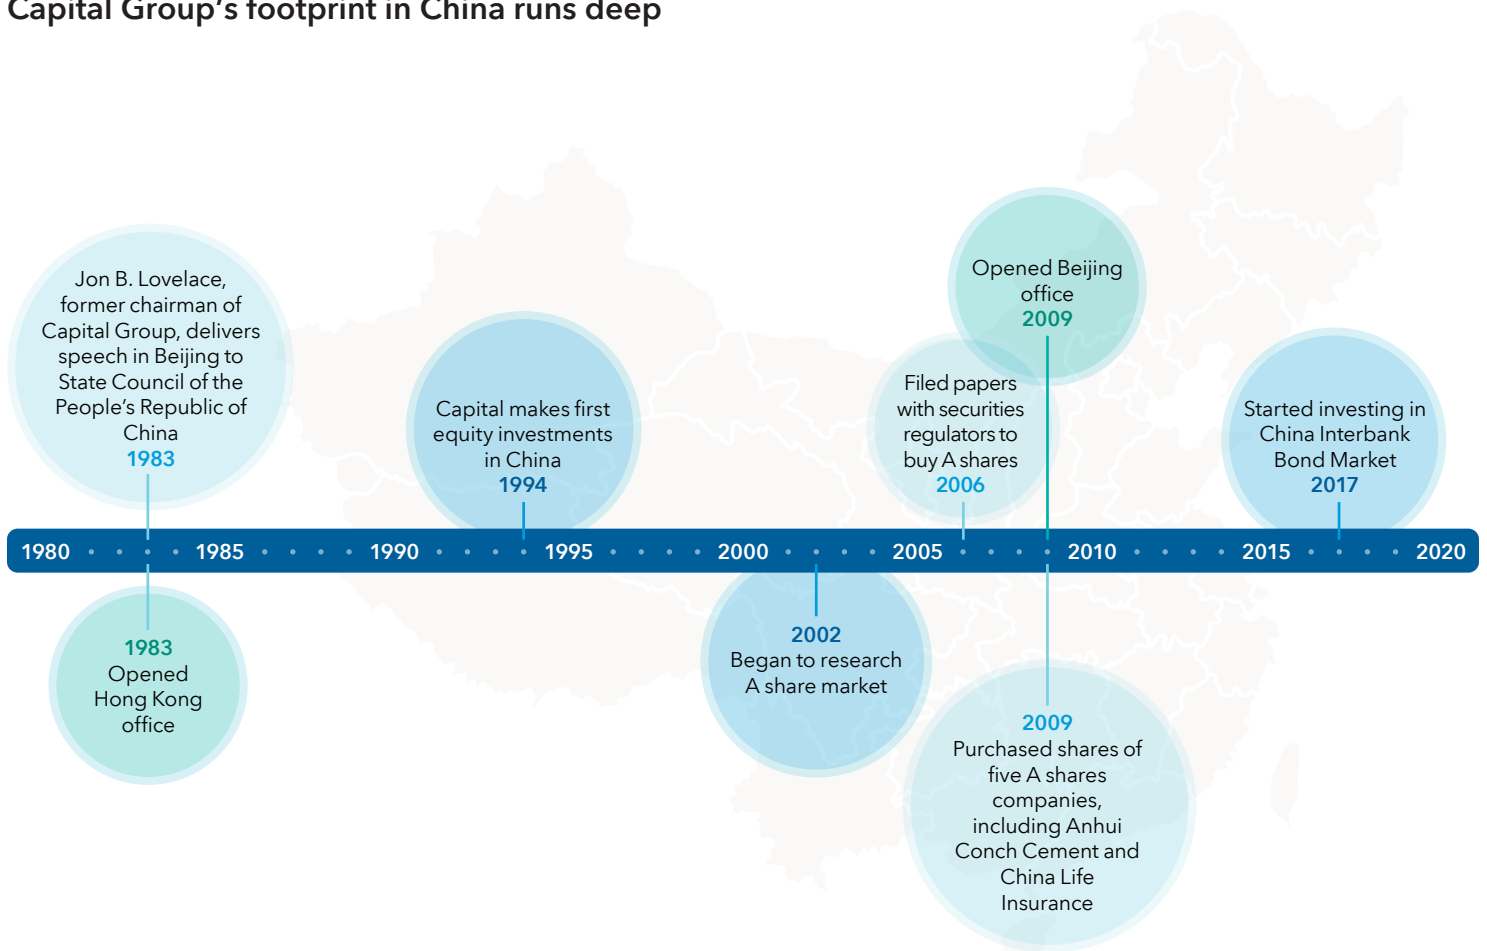 Capital Group's footprint in China runs deep
Jon B. Lovelace,
former chairman of
Capital Group, delivers
speech in Beijing to
State Council of the
People's Republic of
China
1983
Capital makes first
equity investments
in China
1994
Filed papers
with securities
regulators to
buy A shares
2006
Opened Beijing
office
2009
Started investing in
China Interbank
Bond Market
2017
1980 1985 1990 1995 2000 2005 2010 2015 2020
1983
Opened
Hong Kong
office
2002
Began to research
A share market
2009
Purchased shares of
five A shares
companies,
including Anhui
Conch Cement and
China Life
Insurance